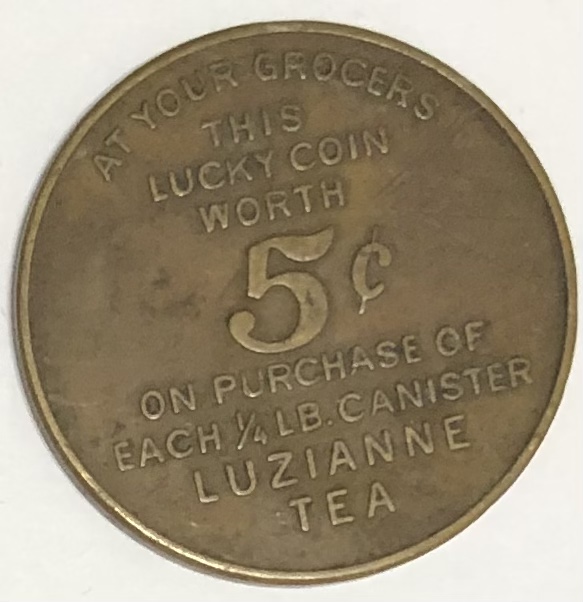 AT YOUR GROCERS
THIS
LUCKY COIN
WORTH
5¢
ON PURCHASE OF
EACH 1/4 LB. CANISTER
LUZIANNE
TEA